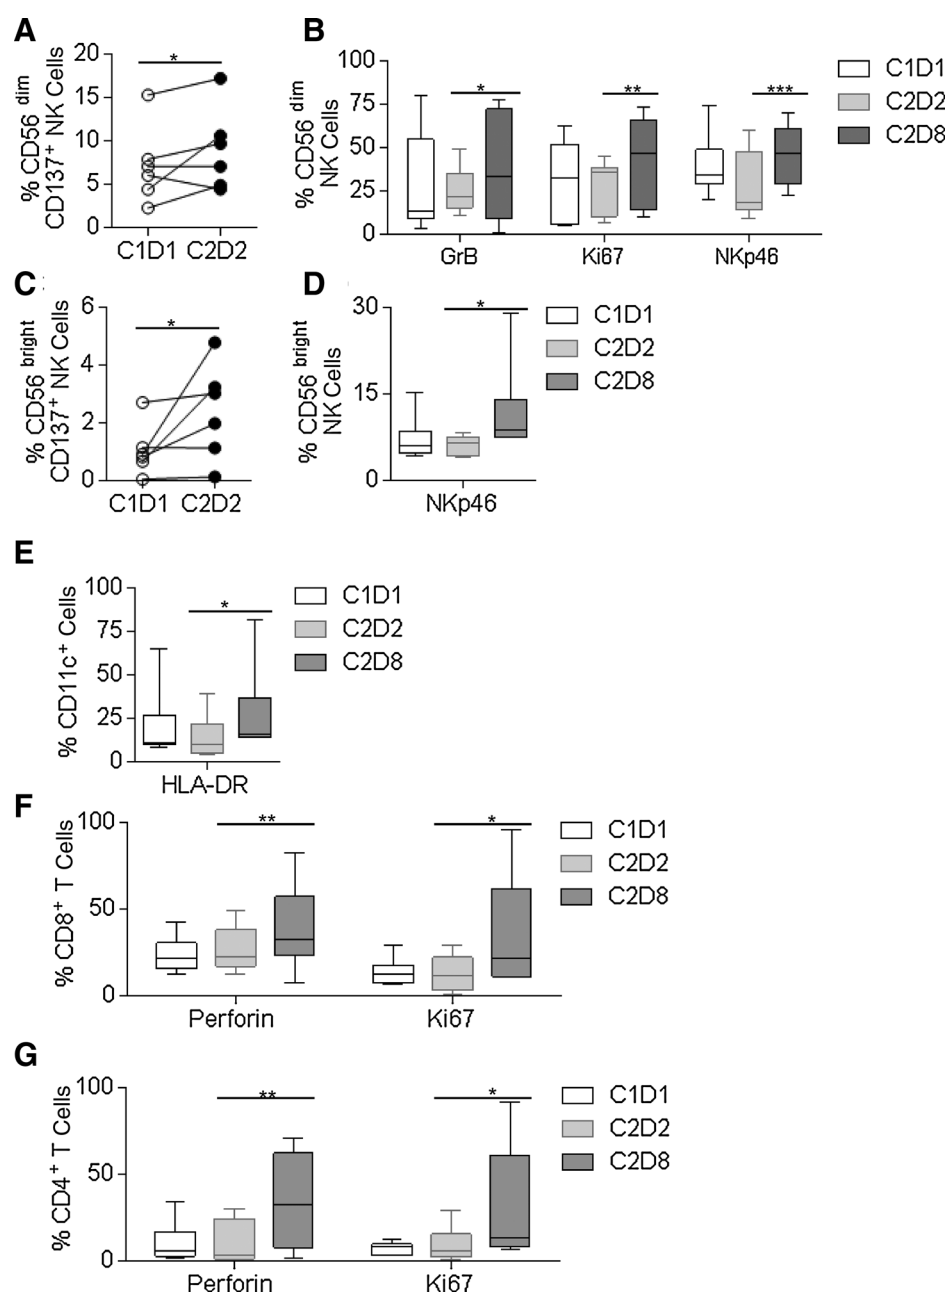 A
% CD56 dim
CD137+ NK Cells
20
15
10
5
0
*
C1D1 C2D2
B
% CD56 dim
NK Cells
100
75
50
25
0
* ** ***
GrB Ki67 NKp46
C1D1
C2D2
C2D8
C
% CD56 bright
CD137+ NK Cells
6
4
2
0
*
C1D1 C2D2
D
% CD56 bright
NK Cells
30
15
0
*
NKp46
C1D1
C2D2
C2D8
E
% CD11c+ Cells
100
75
50
25
0
*
HLA-DR
C1D1
C2D2
C2D8
F
% CD8+ T Cells
100
50
0
** *
Perforin Ki67
C1D1
C2D2
C2D8
G
% CD4+ T Cells
100
50
0
** *
Perforin Ki67
C1D1
C2D2
C2D8